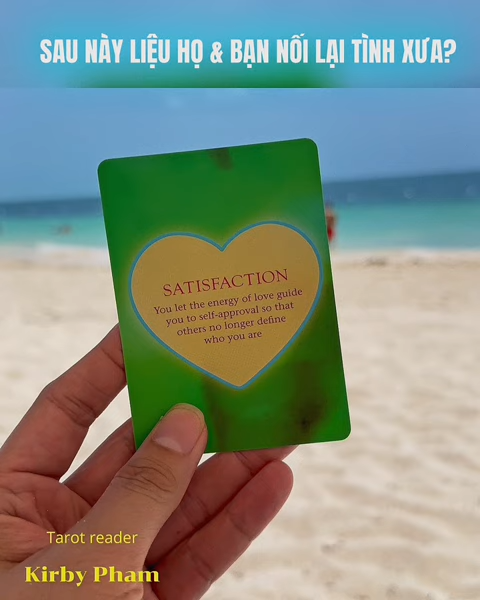 SAU NÀY LIỆU HỌ & BẠN NỐI LẠI TÌNH XƯA?
SATISFACTION
You let the energy of love guide
you to self-approval so that
others no longer define
who you are
Tarot reader
Kirby Pham